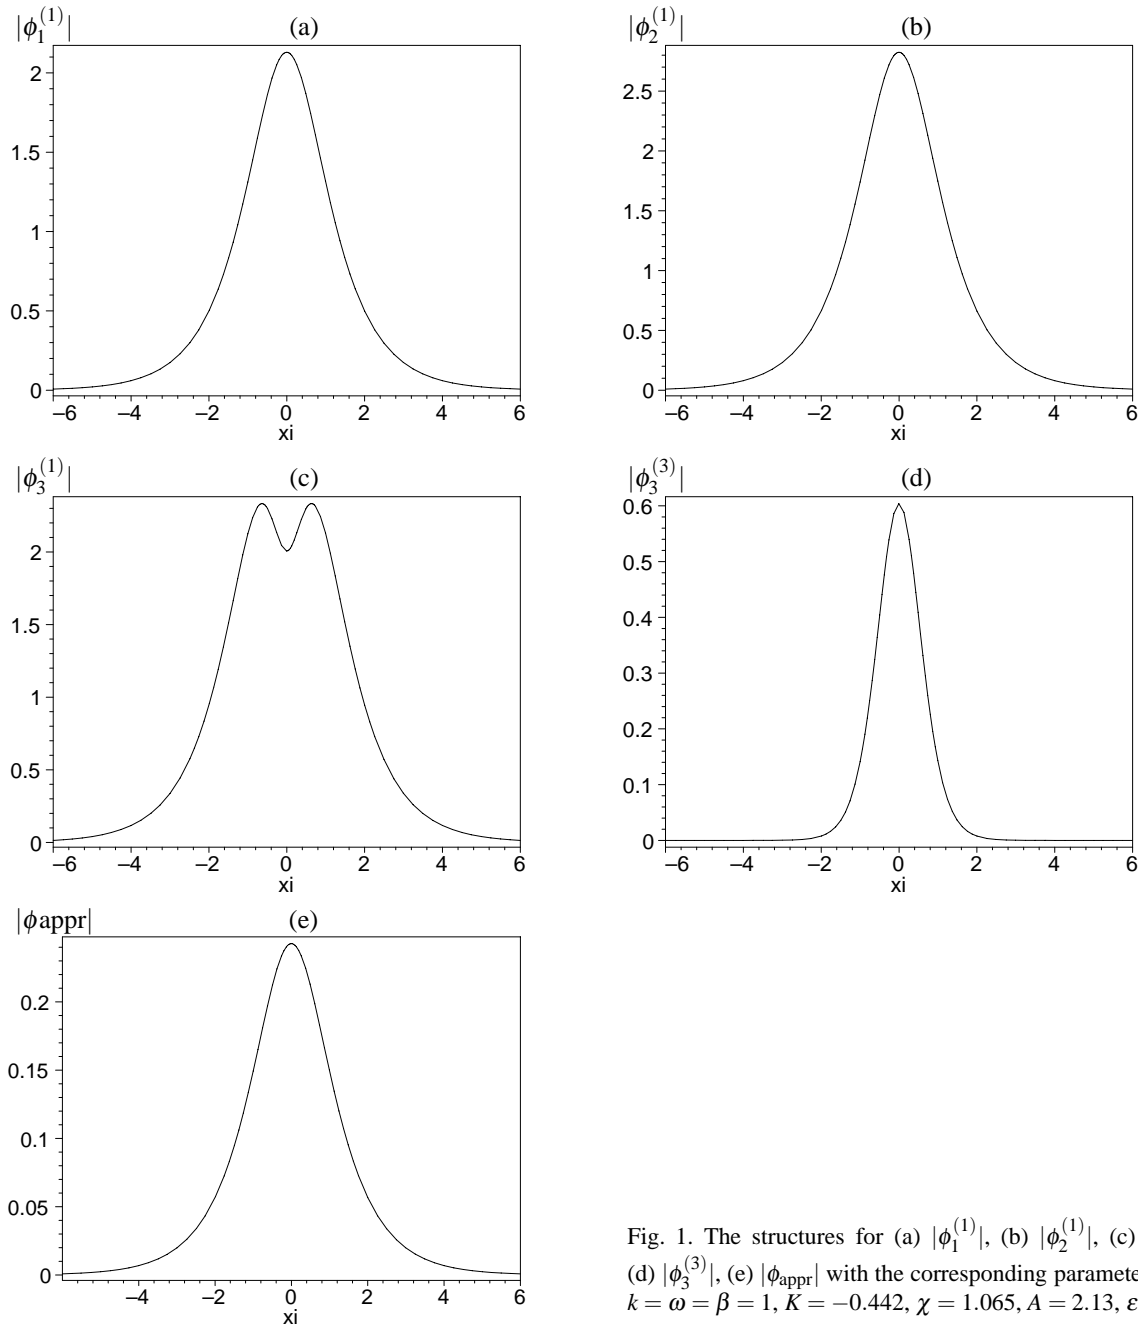 |ϕ₁⁽¹⁾| (a)
2
1.5
1
0.5
0
−6 −4 −2 0 2 4 6
xi
|ϕ₂⁽¹⁾| (b)
2.5
2
1.5
1
0.5
0
−6 −4 −2 0 2 4 6
xi
|ϕ₃⁽¹⁾| (c)
2
1.5
1
0.5
0
−6 −4 −2 0 2 4 6
xi
|ϕ₃⁽³⁾| (d)
0.6
0.5
0.4
0.3
0.2
0.1
0
−6 −4 −2 0 2 4 6
xi
|ϕappr| (e)
0.2
0.15
0.1
0.05
0
−4 −2 0 2 4 6
xi
Fig. 1. The structures for (a) |ϕ₁⁽¹⁾|, (b) |ϕ₂⁽¹⁾|, (c)
(d) |ϕ₃⁽³⁾|, (e) |ϕappr| with the corresponding paramete
k = ω = β = 1, K = −0.442, χ = 1.065, A = 2.13, ε